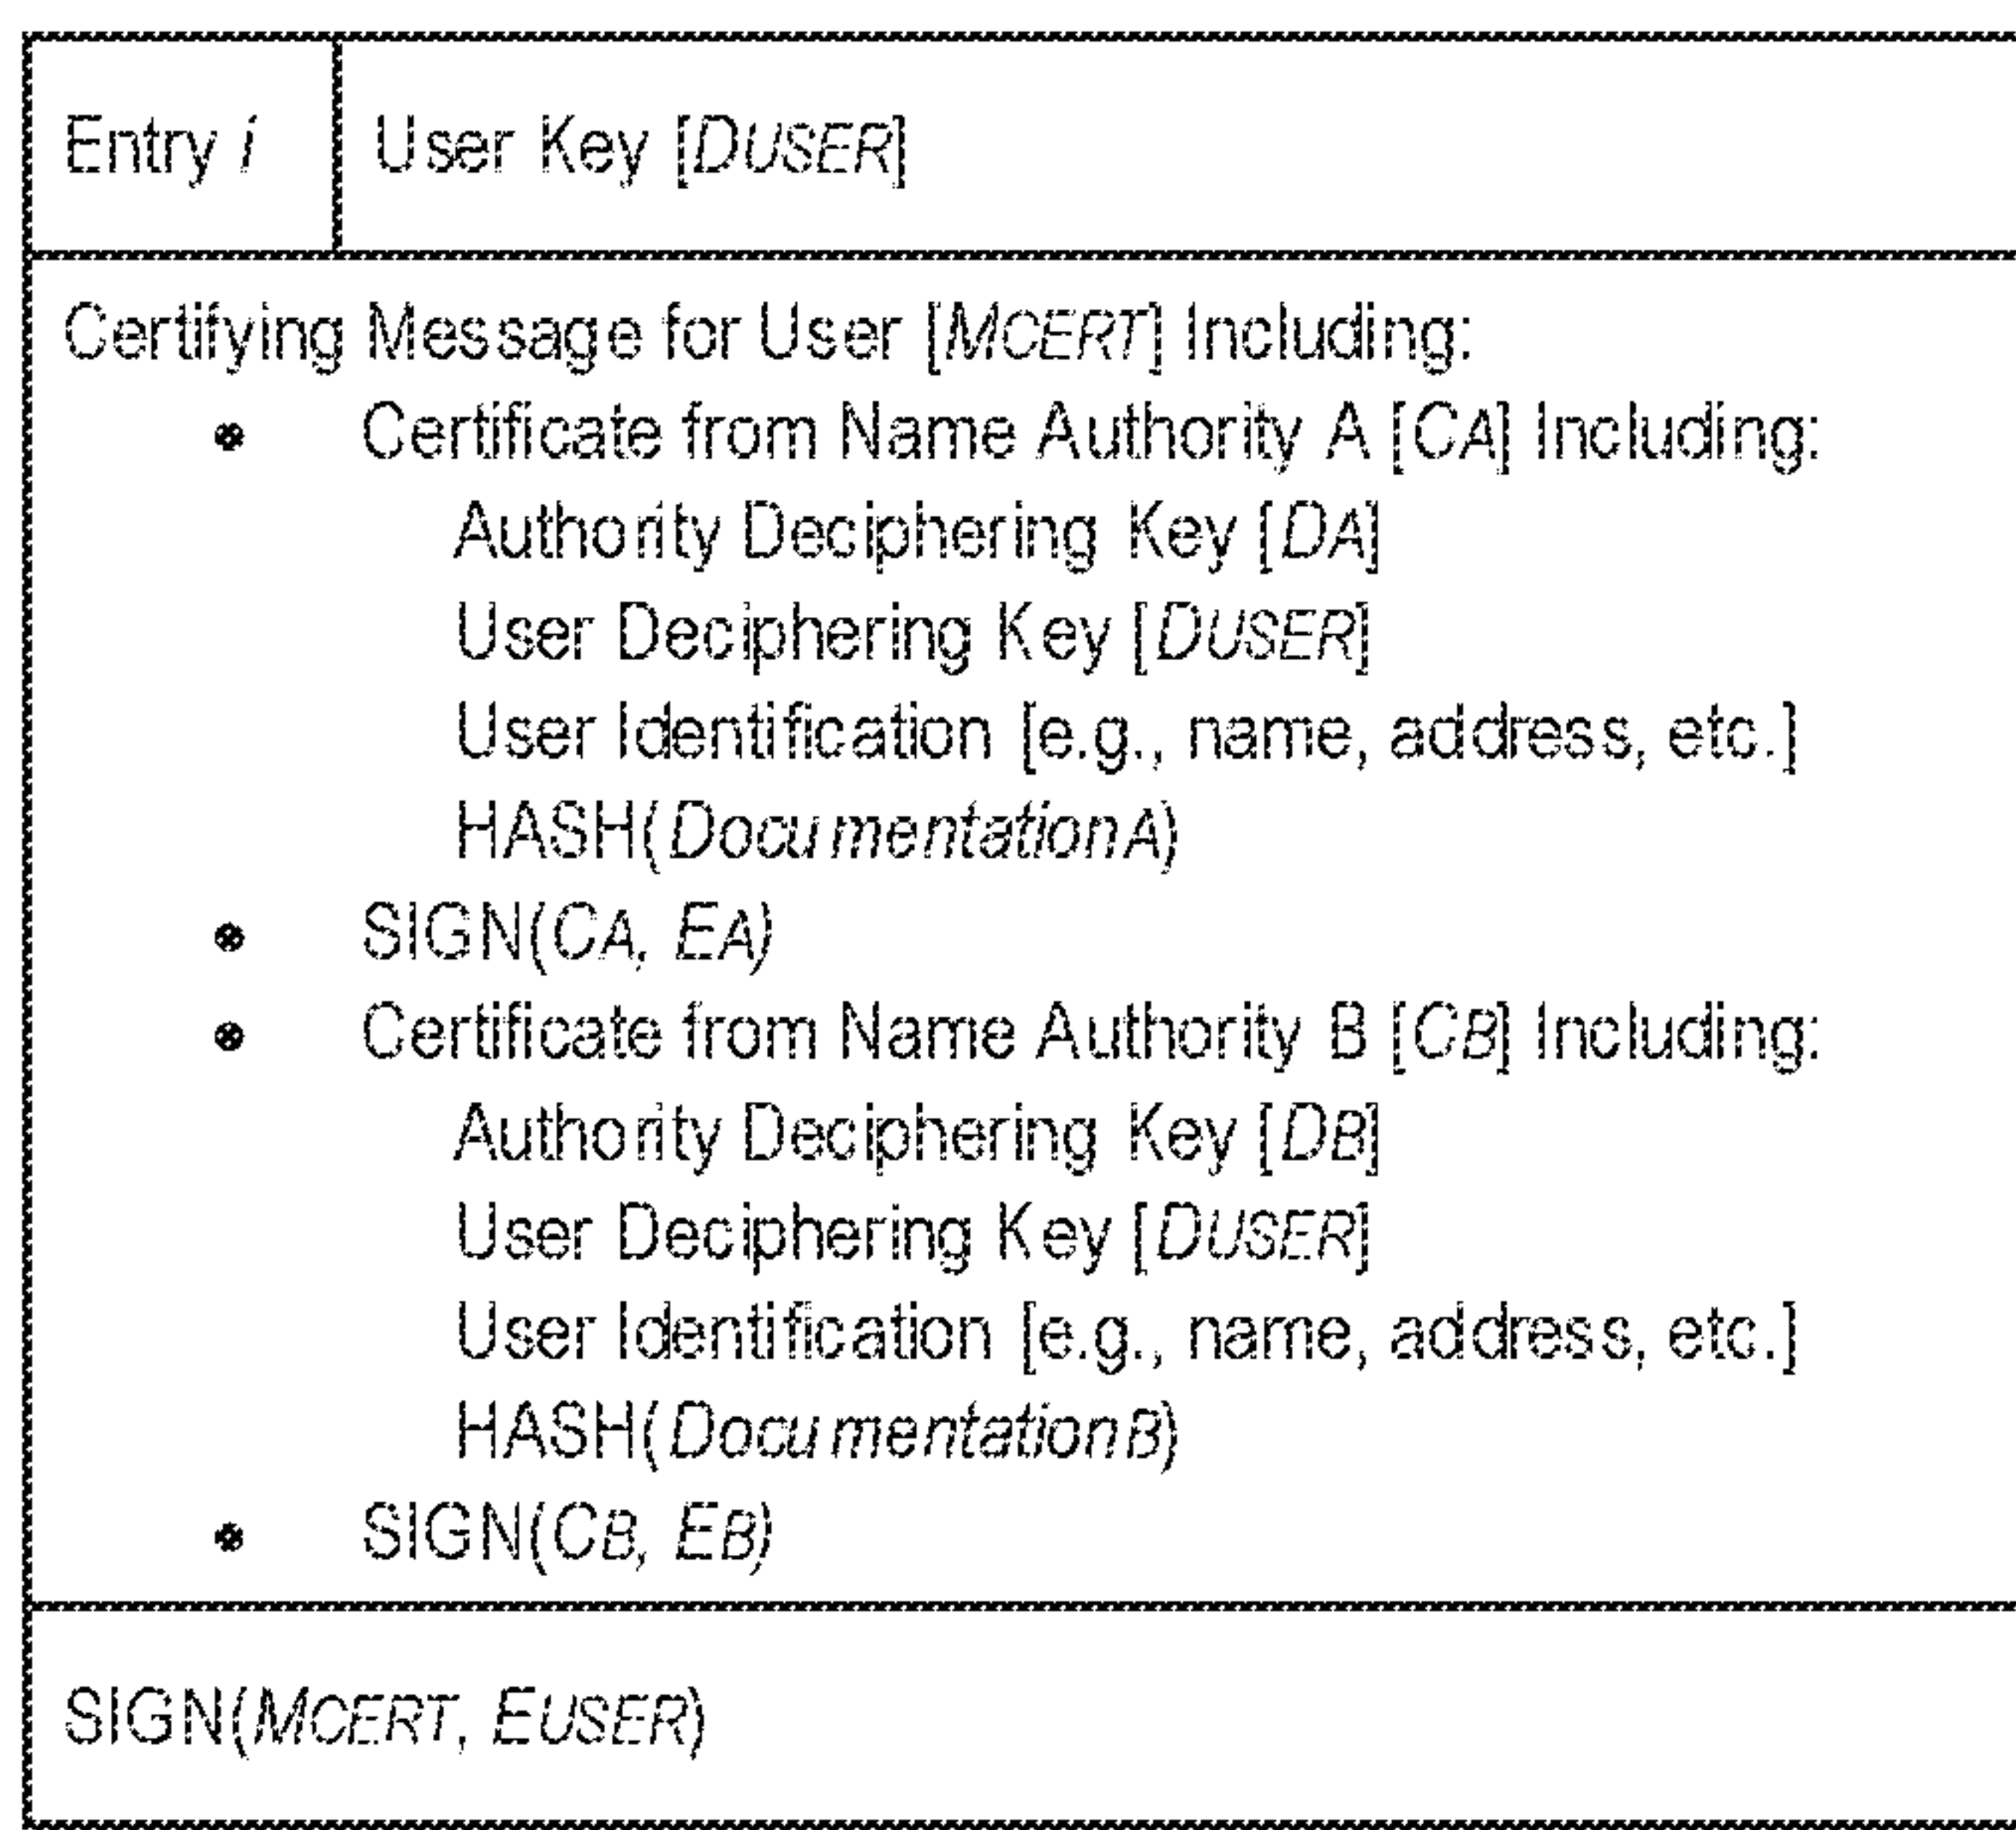 Entry i User Key [DUSER]
Certifying Message for User [MCERT] Including:
• Certificate from Name Authority A [CA] Including:
Authority Deciphering Key [DA]
User Deciphering Key [DUSER]
User Identification [e.g., name, address, etc.]
HASH(DocumentationA)
• SIGN(CA, EA)
• Certificate from Name Authority B [CB] Including:
Authority Deciphering Key [DB]
User Deciphering Key [DUSER]
User Identification [e.g., name, address, etc.]
HASH(DocumentationB)
• SIGN(CB, EB)
SIGN(MCERT, EUSER)